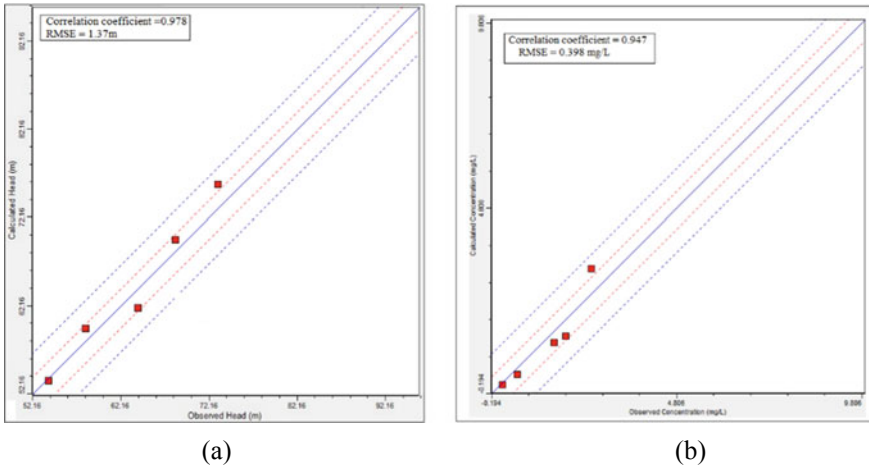 Correlation coefficient =0.978
RMSE = 1.37m
92.16
82.16
72.16
62.16
52.16
Calculated Head (m)
52.16
62.16
72.16
82.16
92.16
Observed Head (m)
(a)
Correlation coefficient = 0.947
RMSE = 0.398 mg/L
9.806
4.806
-0.194
Calculated Concentration (mg/L)
-0.194
4.806
9.806
Observed Concentration (mg/L)
(b)